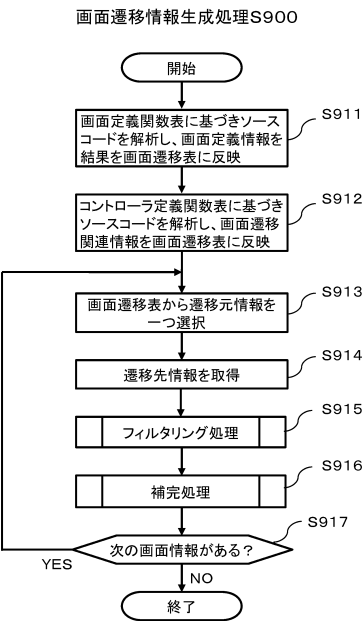 画面遷移情報生成処理S900
開始
画面定義関数表に基づきソース
コードを解析し、画面定義情報を
結果を画面遷移表に反映
S911
コントローラ定義関数表に基づき
ソースコードを解析し、画面遷移
関連情報を画面遷移表に反映
S912
画面遷移表から遷移元情報を
一つ選択
S913
遷移先情報を取得
S914
フィルタリング処理
S915
補完処理
S916
次の画面情報がある?
S917
YES
NO
終了